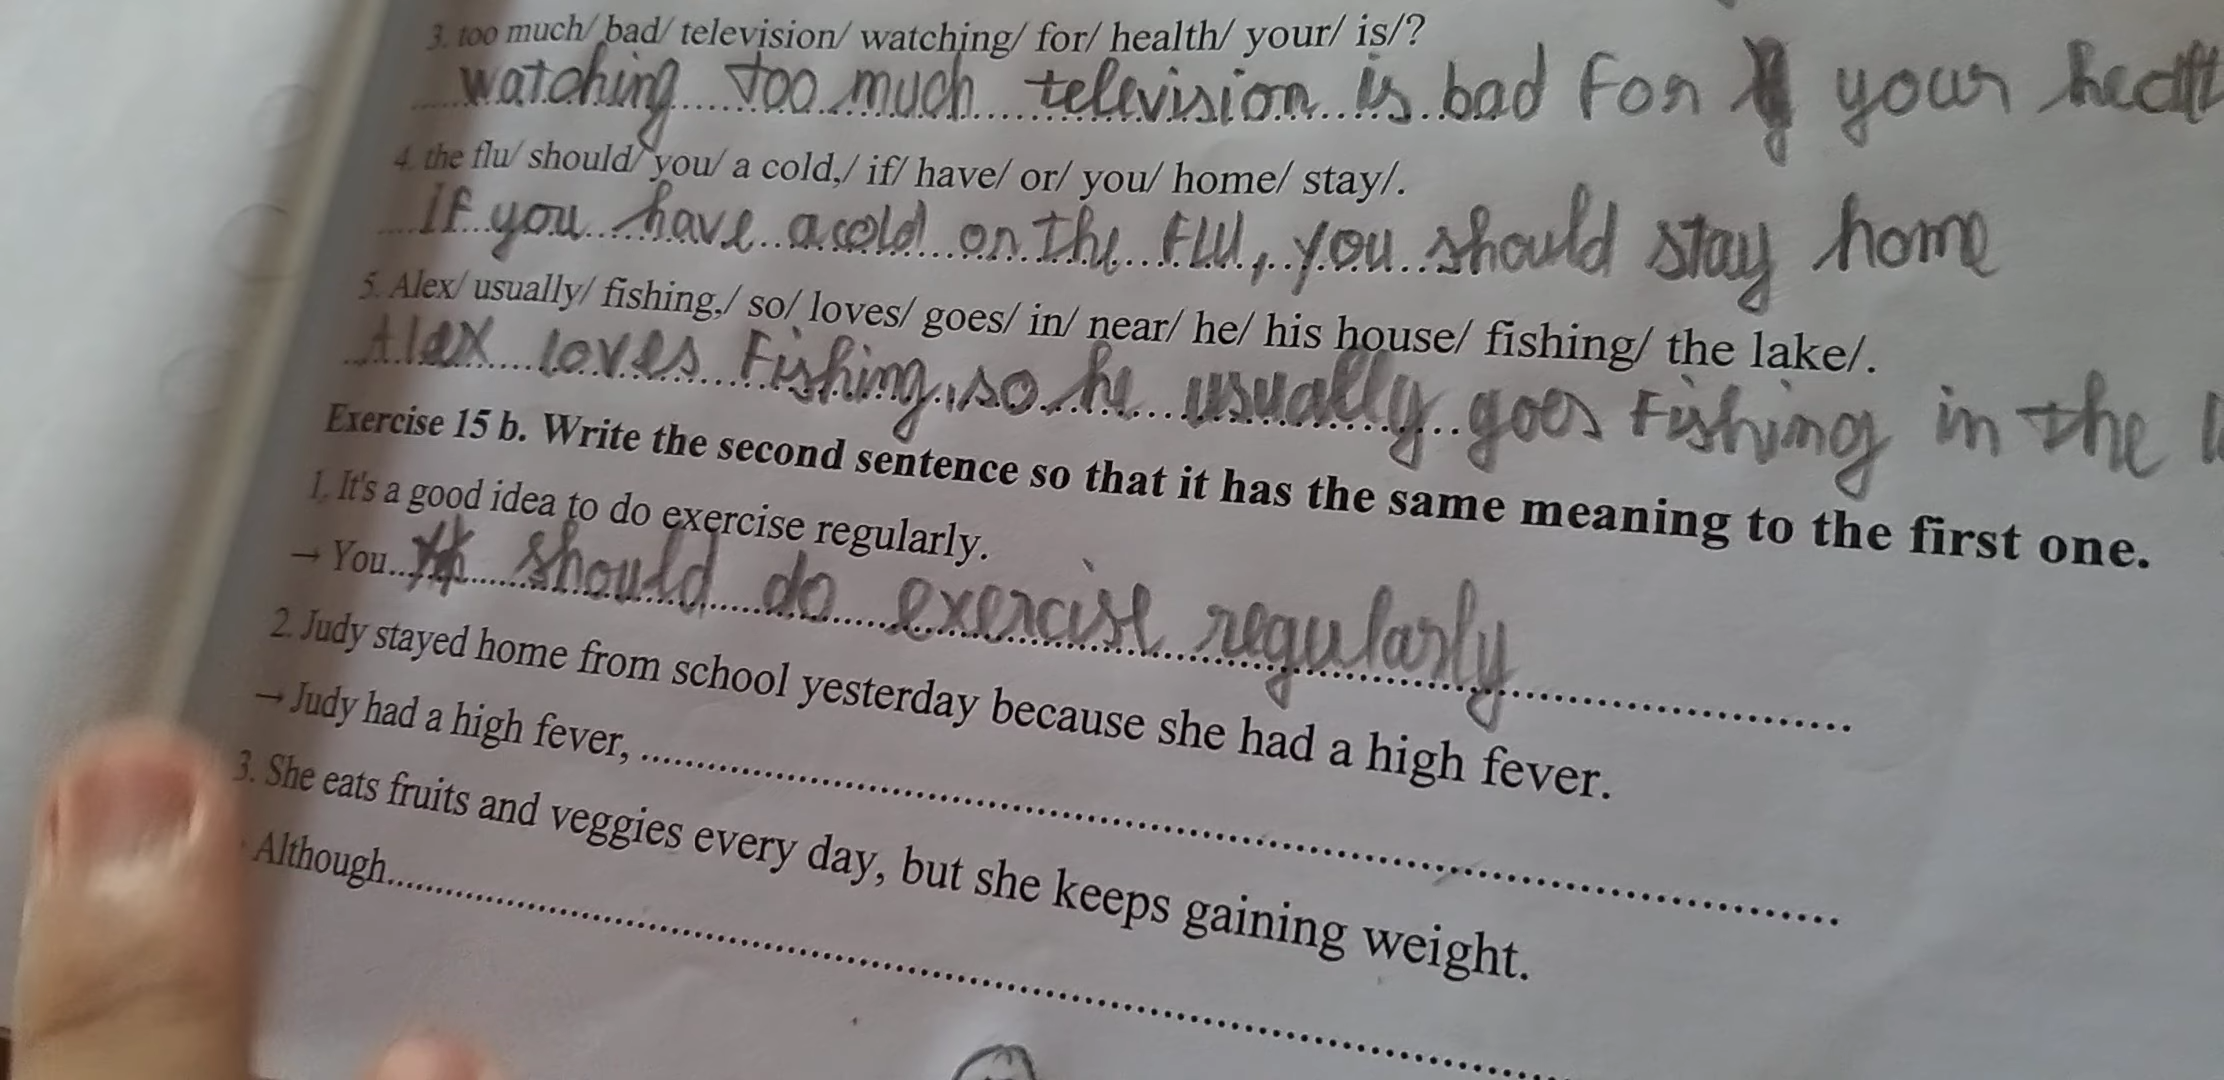 3. too much/ bad/ television/ watching/ for/ health/ your/ is/?
watching too much television is bad for your
4. the flu/ should/ you/ a cold,/ if/ have/ or/ you/ home/ stay/.
If you have a cold or the flu, you should stay home
5. Alex/ usually/ fishing,/ so/ loves/ goes/ in/ near/ he/ his house/ fishing/ the lake/.
Alex loves Fishing, so he usually goes Fishing in the
Exercise 15 b. Write the second sentence so that it has the same meaning to the first one.
1. It's a good idea to do exercise regularly.
→ You should do exercise regularly
2. Judy stayed home from school yesterday because she had a high fever.
→ Judy had a high fever,
3. She eats fruits and veggies every day, but she keeps gaining weight.
Although